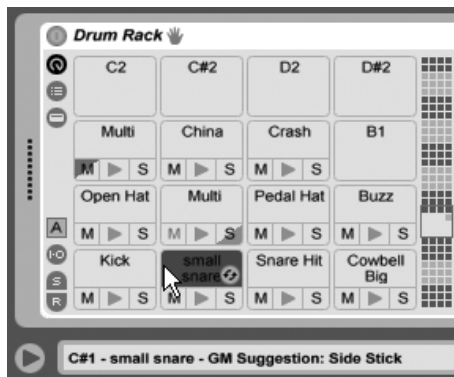 Drum Rack
C2 C#2 D2 D#2
Multi China Crash B1
M S M S M S
Open Hat Multi Pedal Hat Buzz
A M S M S M S M S
I·O Kick small snare Snare Hit Cowbell Big
S
R M S M S M S M S
C#1 - small snare - GM Suggestion: Side Stick